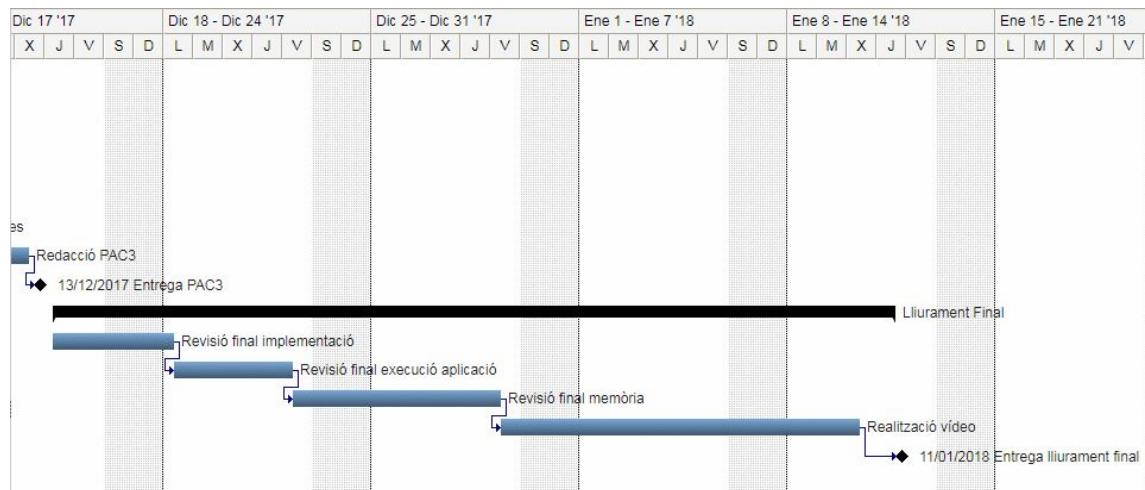 Dic 17 '17 Dic 18 - Dic 24 '17 Dic 25 - Dic 31 '17 Ene 1 - Ene 7 '18 Ene 8 - Ene 14 '18 Ene 15 - Ene 21 '18
X J V S D L M X J V S D L M X J V S D L M X J V S D L M X J V S D L M X J V
es
Redacció PAC3
13/12/2017 Entrega PAC3
Lliurament Final
Revisió final implementació
Revisió final execució aplicació
Revisió final memòria
Realització vídeo
11/01/2018 Entrega lliurament final